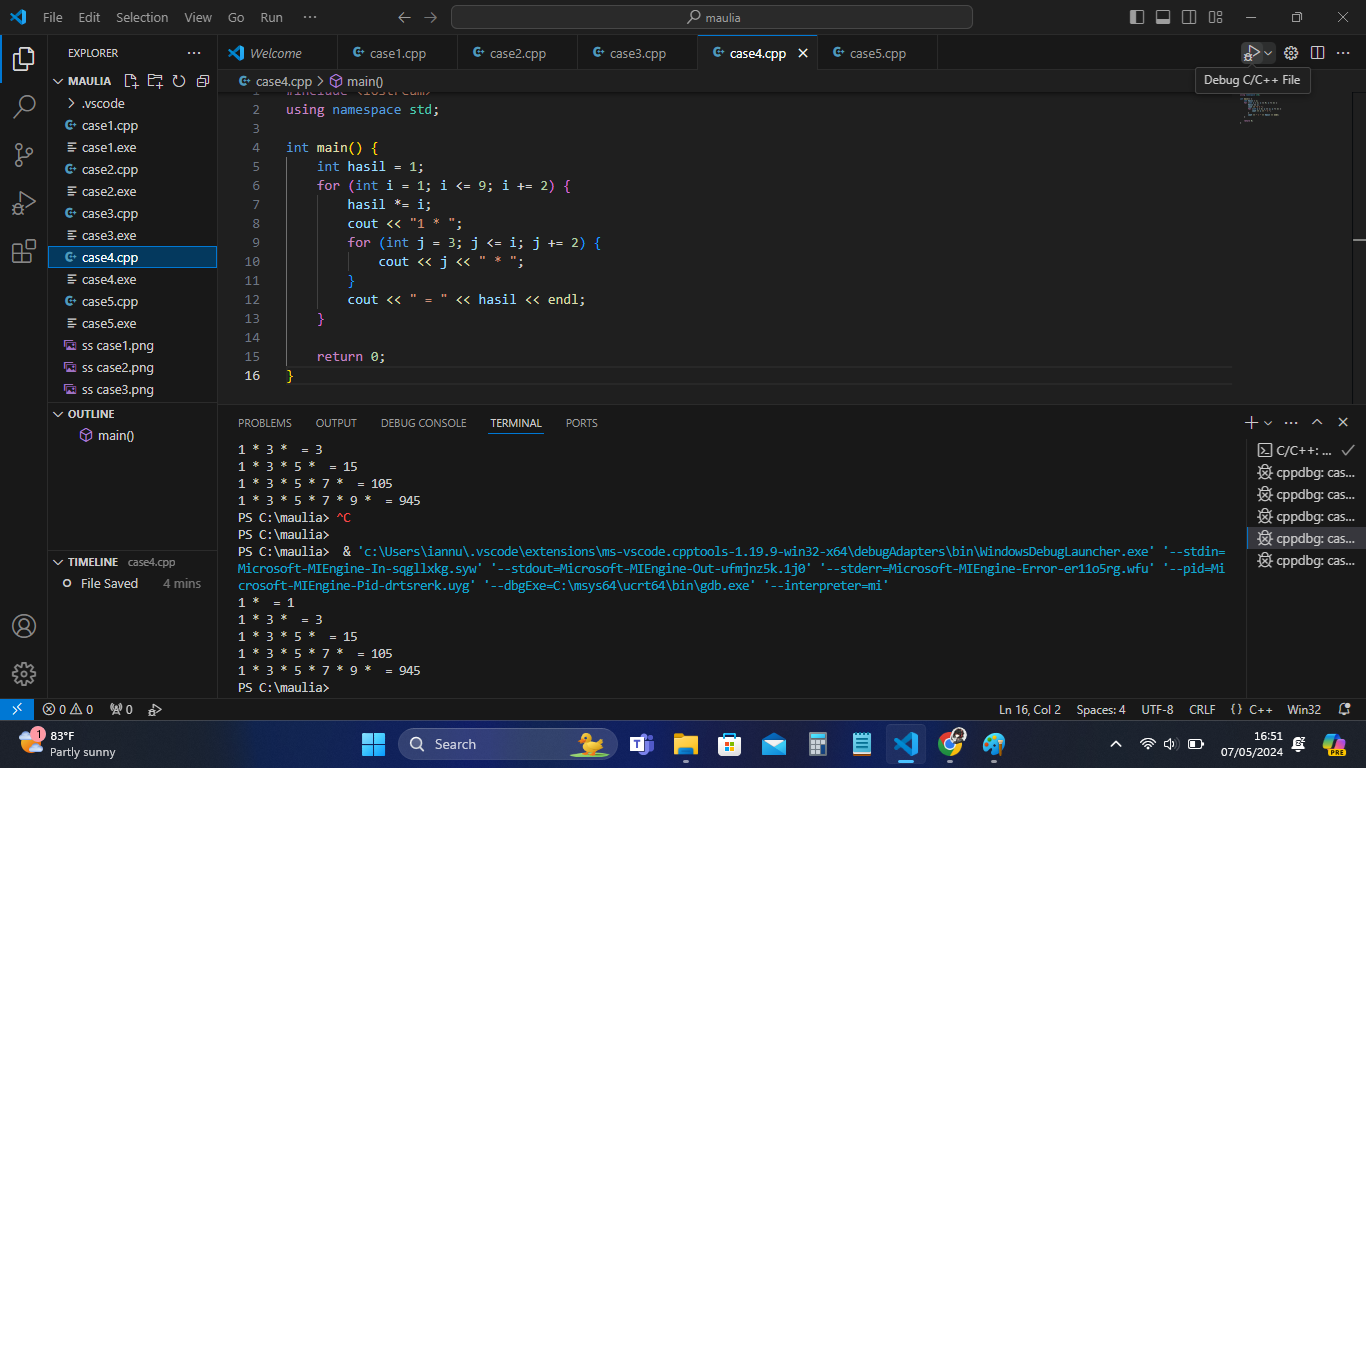 File Edit Selection View Go Run ··· maulia
EXPLORER ···
Welcome case1.cpp case2.cpp case3.cpp case4.cpp case5.cpp
MAULIA
case4.cpp > main()
Debug C/C++ File
.vscode
case1.cpp
case1.exe
case2.cpp
case2.exe
case3.cpp
case3.exe
case4.cpp
case4.exe
case5.cpp
case5.exe
ss case1.png
ss case2.png
ss case3.png
OUTLINE
main()
TIMELINE case4.cpp
File Saved 4 mins
1 #include <iostream>
2 using namespace std;
3
4 int main() {
5 int hasil = 1;
6 for (int i = 1; i <= 9; i += 2) {
7 hasil *= i;
8 cout << "1 * ";
9 for (int j = 3; j <= i; j += 2) {
10 cout << j << " * ";
11 }
12 cout << " = " << hasil << endl;
13 }
14
15 return 0;
16 }
PROBLEMS OUTPUT DEBUG CONSOLE TERMINAL PORTS
1 * 3 *  = 3
1 * 3 * 5 *  = 15
1 * 3 * 5 * 7 *  = 105
1 * 3 * 5 * 7 * 9 *  = 945
PS C:\maulia> ^C
PS C:\maulia>
PS C:\maulia>  & 'c:\Users\iannu\.vscode\extensions\ms-vscode.cpptools-1.19.9-win32-x64\debugAdapters\bin\WindowsDebugLauncher.exe' '--stdin=
Microsoft-MIEngine-In-sqgllxkg.syw' '--stdout=Microsoft-MIEngine-Out-ufmjnz5k.1j0' '--stderr=Microsoft-MIEngine-Error-er11o5rg.wfu' '--pid=Mi
crosoft-MIEngine-Pid-drtsrerk.uyg' '--dbgExe=C:\msys64\ucrt64\bin\gdb.exe' '--interpreter=mi'
1 *  = 1
1 * 3 *  = 3
1 * 3 * 5 *  = 15
1 * 3 * 5 * 7 *  = 105
1 * 3 * 5 * 7 * 9 *  = 945
PS C:\maulia>
C/C++: ...
cppdbg: cas...
cppdbg: cas...
cppdbg: cas...
cppdbg: cas...
cppdbg: cas...
0 0 0 Ln 16, Col 2 Spaces: 4 UTF-8 CRLF {} C++ Win32
1 83°F
Partly sunny
Search
16:51
07/05/2024
PRE